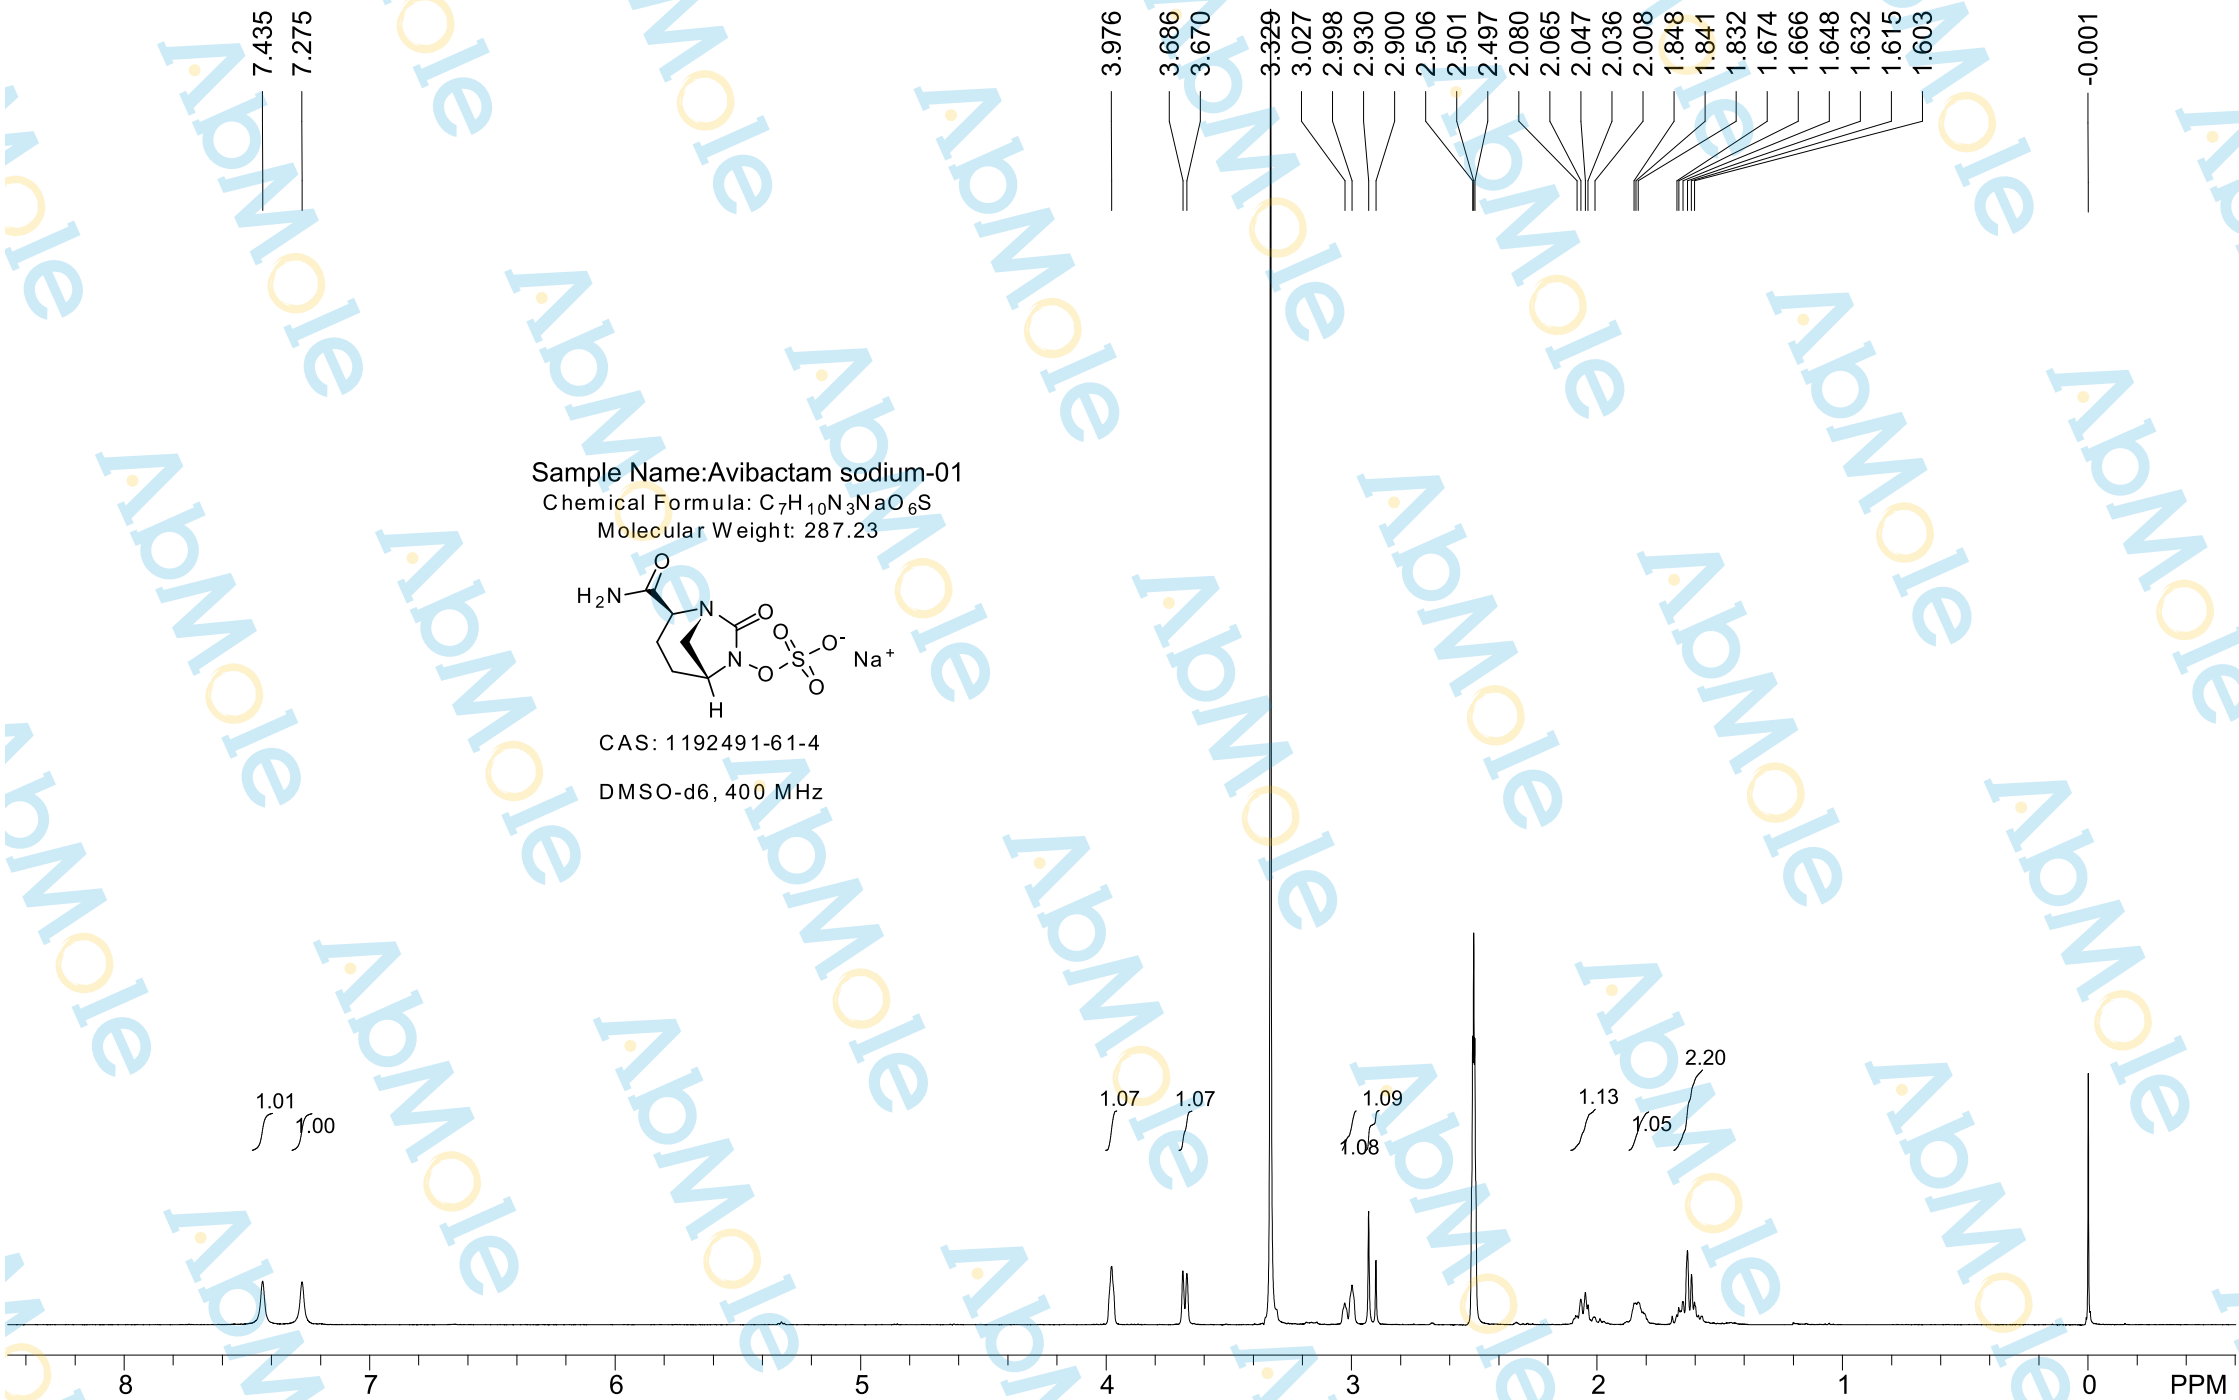 7.435
7.275
3.976
3.686
3.670
3.329
3.027
2.998
2.930
2.900
2.506
2.501
2.497
2.080
2.065
2.047
2.036
2.008
1.848
1.841
1.832
1.674
1.666
1.648
1.632
1.615
1.603
-0.001
Sample Name:Avibactam sodium-01
Chemical Formula: C7H10N3NaO6S
Molecular Weight: 287.23
O
H2N
N
O
O
O-
Na+
N
S
O
O
H
CAS: 1192491-61-4
DMSO-d6, 400 MHz
1.01
1.00
1.07
1.07
1.08
1.09
1.13
1.05
2.20
8 7 6 5 4 3 2 1 0 PPM
AbMole